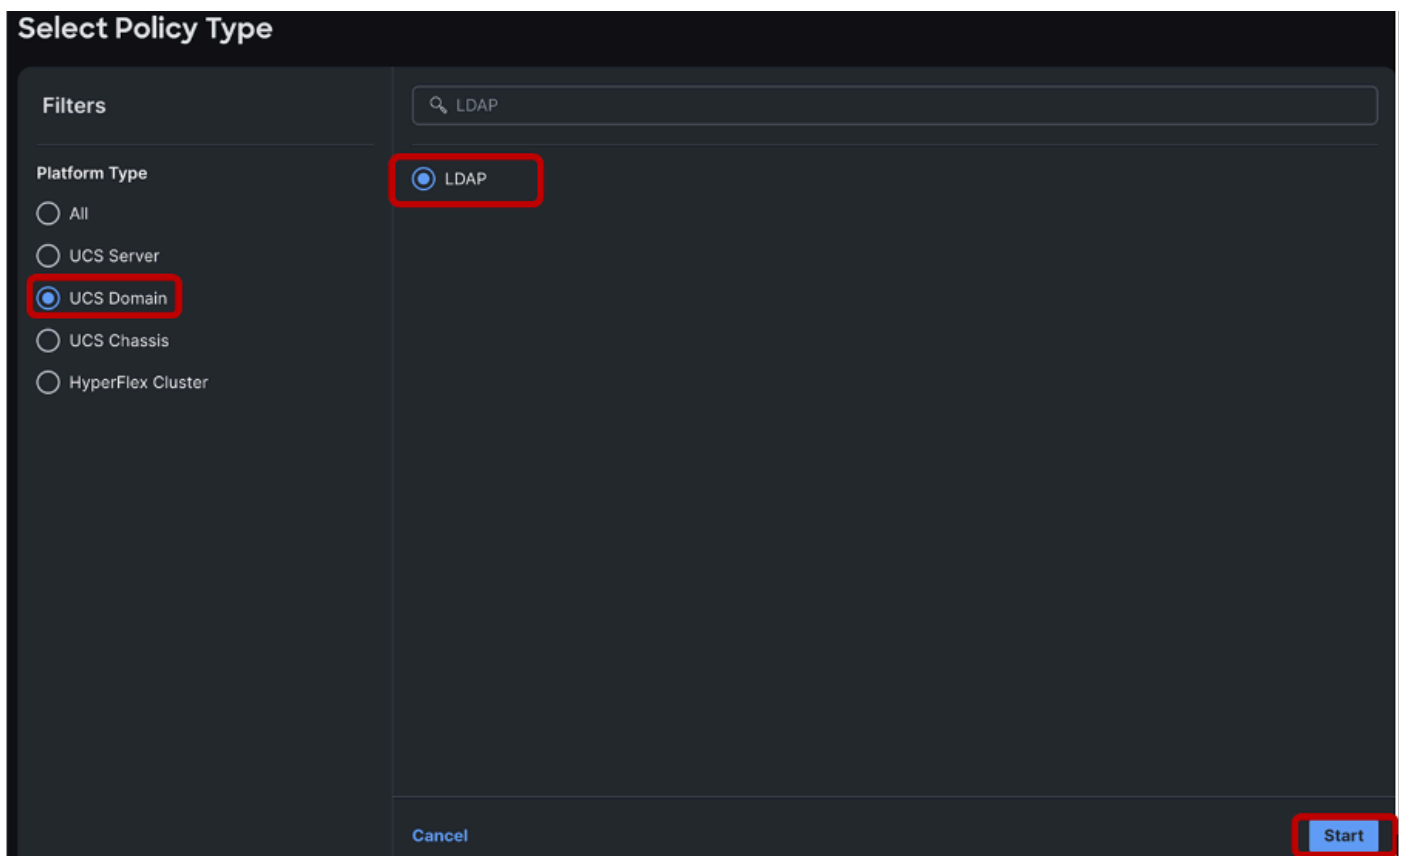 Select Policy Type
Filters
Platform Type
All
UCS Server
UCS Domain
UCS Chassis
HyperFlex Cluster
LDAP
LDAP
Cancel
Start